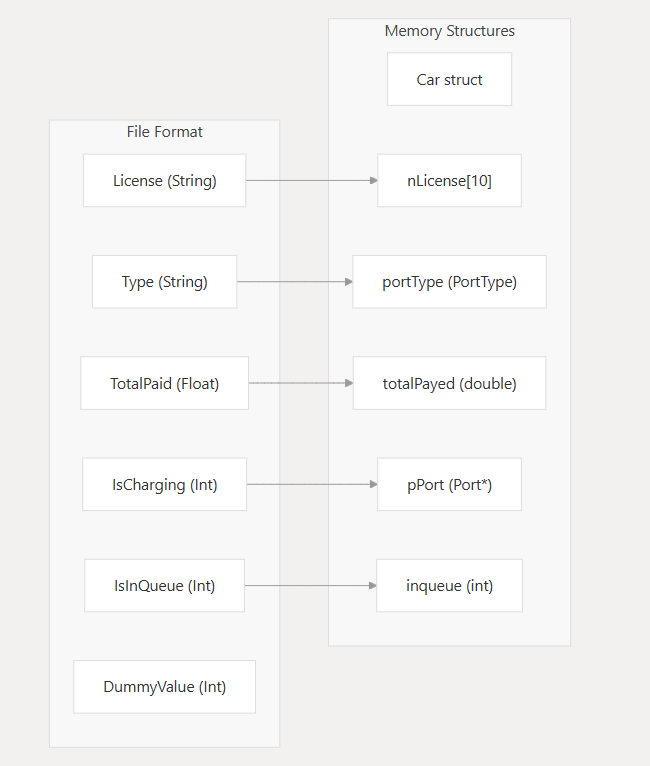 Memory Structures
Car struct
File Format
License (String)
nLicense[10]
Type (String)
portType (PortType)
TotalPaid (Float)
totalPayed (double)
IsCharging (Int)
pPort (Port*)
IsInQueue (Int)
inqueue (int)
DummyValue (Int)